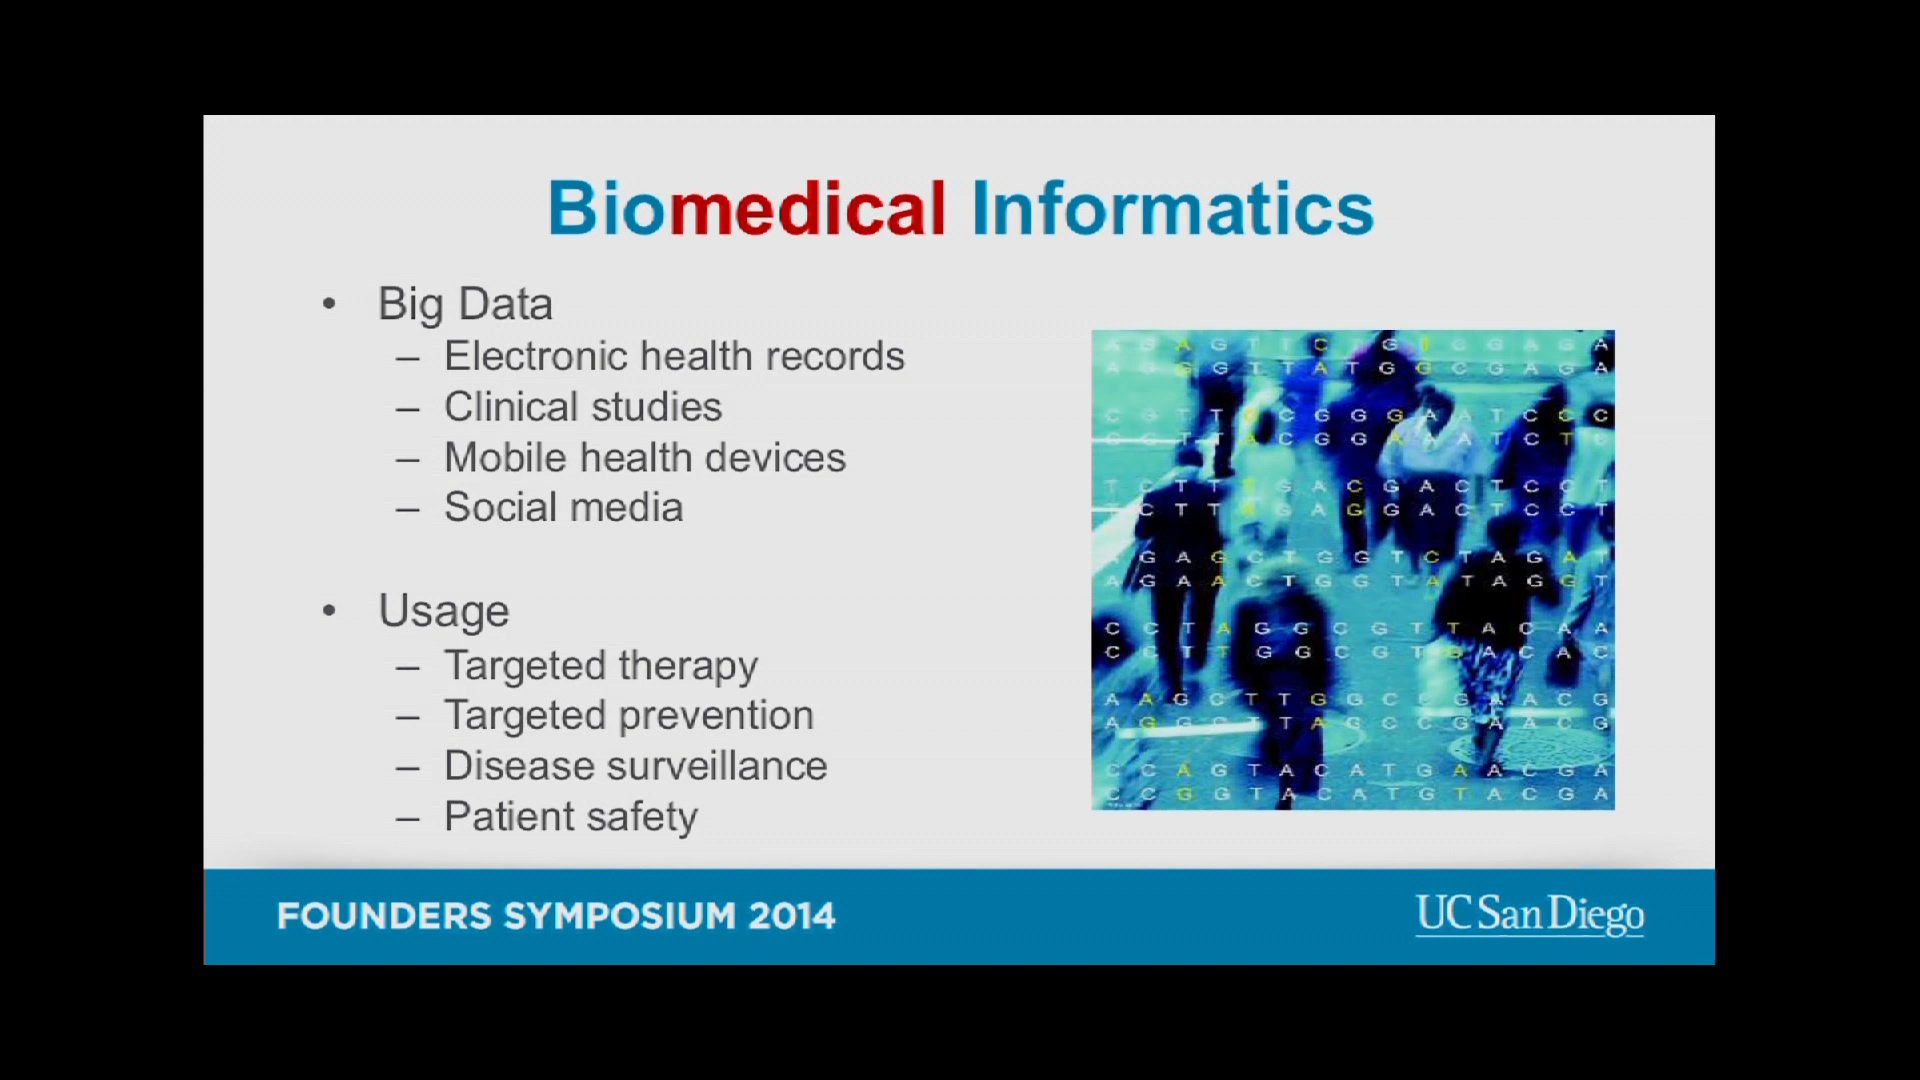 Biomedical Informatics
• Big Data
– Electronic health records
– Clinical studies
– Mobile health devices
– Social media
• Usage
– Targeted therapy
– Targeted prevention
– Disease surveillance
– Patient safety
C C T A G G C G T T A C A A
C C T T G G C G T G A C A C
C C A G T A C A T G A A C G A
C C G G T A C A T G T A C G A
FOUNDERS SYMPOSIUM 2014
UC San Diego